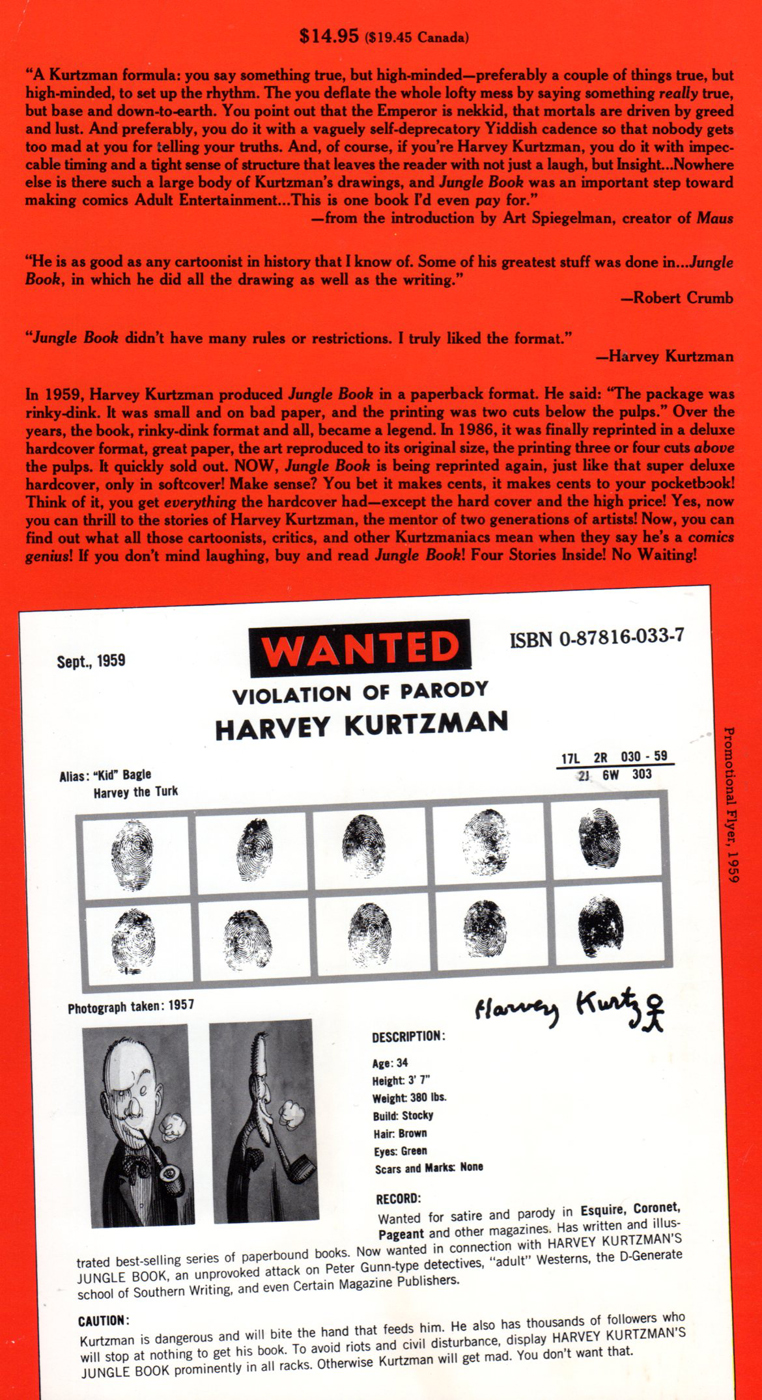 $14.95 ($19.45 Canada)
“A Kurtzman formula: you say something true, but high-minded—preferably a couple of things true, but
high-minded, to set up the rhythm. The you deflate the whole lofty mess by saying something really true,
but base and down-to-earth. You point out that the Emperor is nekkid, that mortals are driven by greed
and lust. And preferably, you do it with a vaguely self-deprecatory Yiddish cadence so that nobody gets
too mad at you for telling your truths. And, of course, if you're Harvey Kurtzman, you do it with impec-
cable timing and a tight sense of structure that leaves the reader with not just a laugh, but Insight...Nowhere
else is there such a large body of Kurtzman's drawings, and Jungle Book was an important step toward
making comics Adult Entertainment...This is one book I'd even pay for.”
—from the introduction by Art Spiegelman, creator of Maus
“He is as good as any cartoonist in history that I know of. Some of his greatest stuff was done in...Jungle
Book, in which he did all the drawing as well as the writing.”
—Robert Crumb
“Jungle Book didn't have many rules or restrictions. I truly liked the format.”
—Harvey Kurtzman
In 1959, Harvey Kurtzman produced Jungle Book in a paperback format. He said: “The package was
rinky-dink. It was small and on bad paper, and the printing was two cuts below the pulps.” Over the
years, the book, rinky-dink format and all, became a legend. In 1986, it was finally reprinted in a deluxe
hardcover format, great paper, the art reproduced to its original size, the printing three or four cuts above
the pulps. It quickly sold out. NOW, Jungle Book is being reprinted again, just like that super deluxe
hardcover, only in softcover! Make sense? You bet it makes cents, it makes cents to your pocketbook!
Think of it, you get everything the hardcover had—except the hard cover and the high price! Yes, now
you can thrill to the stories of Harvey Kurtzman, the mentor of two generations of artists! Now, you can
find out what all those cartoonists, critics, and other Kurtzmaniacs mean when they say he's a comics
genius! If you don't mind laughing, buy and read Jungle Book! Four Stories Inside! No Waiting!
Sept., 1959
WANTED
ISBN 0-87816-033-7
VIOLATION OF PARODY
HARVEY KURTZMAN
Alias: “Kid” Bagle
Harvey the Turk
17L 2R 030 - 59
2J 6W 303
Promotional Flyer, 1959
Photograph taken: 1957
Harvey Kurtz
DESCRIPTION:
Age: 34
Height: 3' 7”
Weight: 380 lbs.
Build: Stocky
Hair: Brown
Eyes: Green
Scars and Marks: None
RECORD:
Wanted for satire and parody in Esquire, Coronet,
Pageant and other magazines. Has written and illus-
trated best-selling series of paperbound books. Now wanted in connection with HARVEY KURTZMAN'S
JUNGLE BOOK, an unprovoked attack on Peter Gunn-type detectives, “adult” Westerns, the D-Generate
school of Southern Writing, and even Certain Magazine Publishers.
CAUTION:
Kurtzman is dangerous and will bite the hand that feeds him. He also has thousands of followers who
will stop at nothing to get his book. To avoid riots and civil disturbance, display HARVEY KURTZMAN'S
JUNGLE BOOK prominently in all racks. Otherwise Kurtzman will get mad. You don't want that.